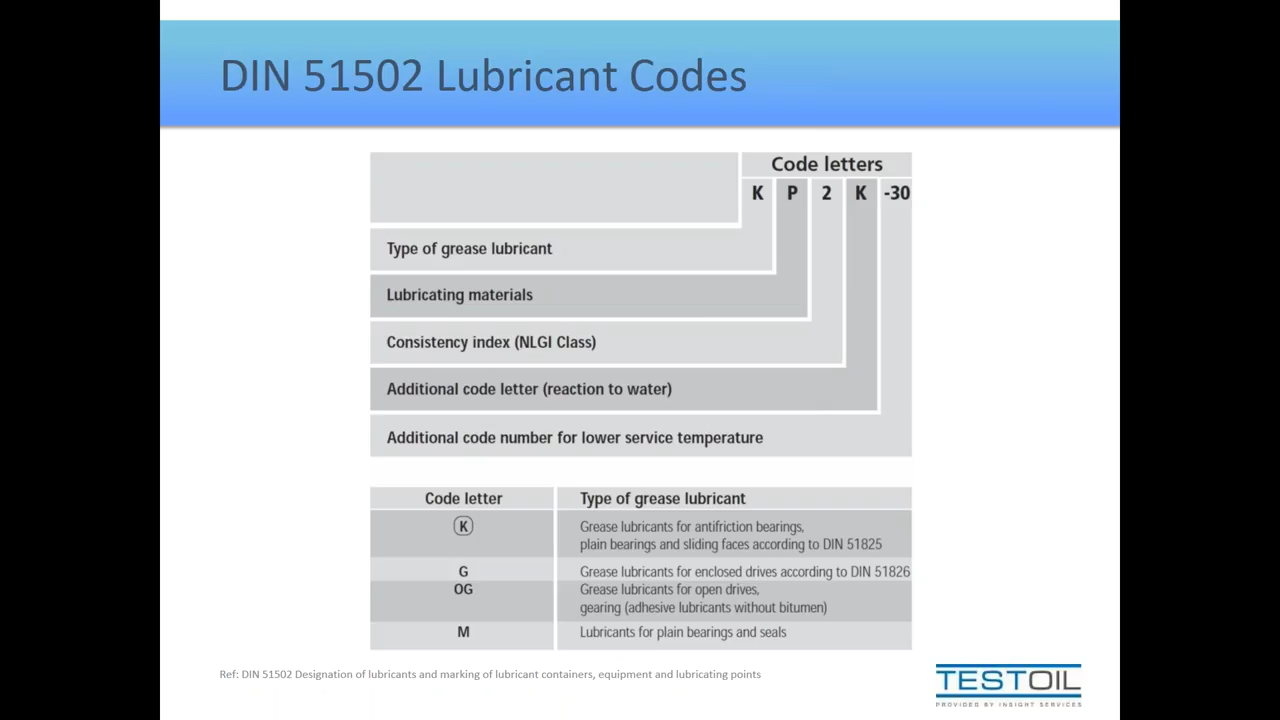 DIN 51502 Lubricant Codes
Code letters
K P 2 K -30
Type of grease lubricant
Lubricating materials
Consistency index (NLGI Class)
Additional code letter (reaction to water)
Additional code number for lower service temperature
Code letter Type of grease lubricant
K Grease lubricants for antifriction bearings,
plain bearings and sliding faces according to DIN 51825
G Grease lubricants for enclosed drives according to DIN 51826
OG Grease lubricants for open drives,
gearing (adhesive lubricants without bitumen)
M Lubricants for plain bearings and seals
Ref: DIN 51502 Designation of lubricants and marking of lubricant containers, equipment and lubricating points
TESTOIL
PROVIDED BY INSIGHT SERVICES